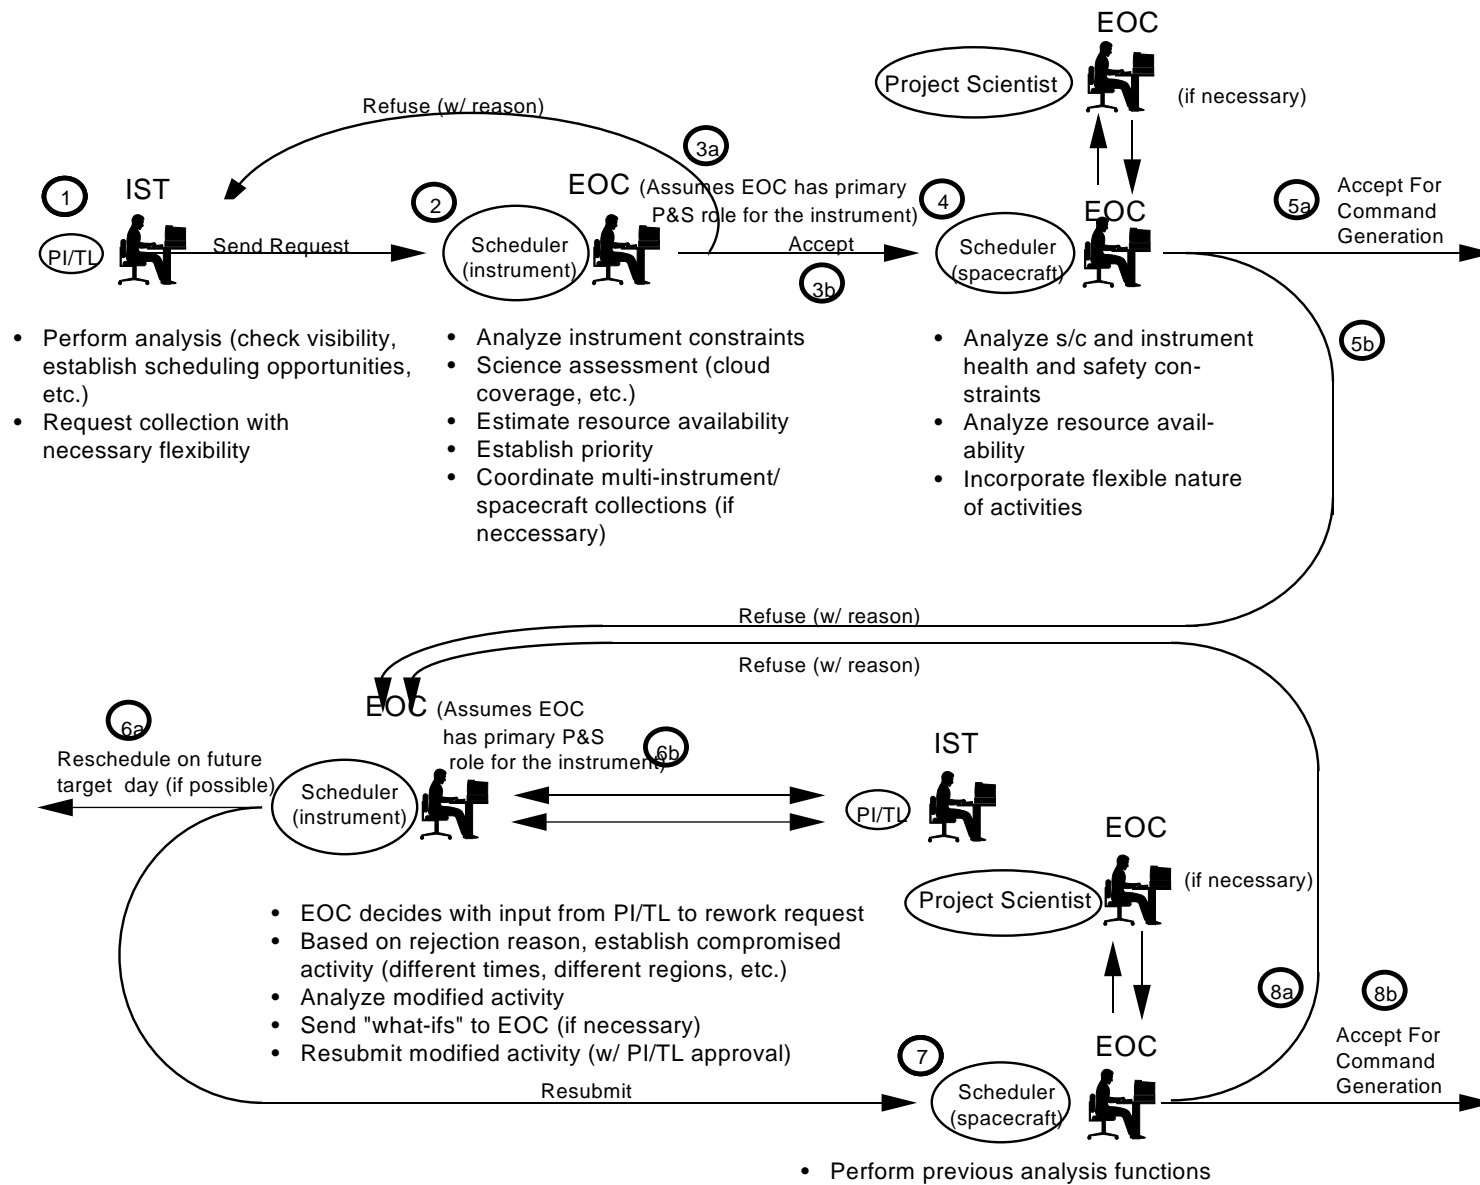 EOC
Project Scientist
(if necessary)
Refuse (w/ reason)
3a
1
IST
2
EOC (Assumes EOC has primary
P&S role for the instrument)
4
EOC
5a
Accept For
Command
Generation
PI/TL
Send Request
Scheduler
(instrument)
Accept
3b
Scheduler
(spacecraft)
5b
• Perform analysis (check visibility,
establish scheduling opportunities,
etc.)
• Request collection with
necessary flexibility
• Analyze instrument constraints
• Science assessment (cloud
coverage, etc.)
• Estimate resource availability
• Establish priority
• Coordinate multi-instrument/
spacecraft collections (if
neccessary)
• Analyze s/c and instrument
health and safety con-
straints
• Analyze resource avail-
ability
• Incorporate flexible nature
of activities
Refuse (w/ reason)
Refuse (w/ reason)
6a
Reschedule on future
target day (if possible)
EOC (Assumes EOC
has primary P&S
role for the instrument)
6b
IST
Scheduler
(instrument)
PI/TL
EOC
(if necessary)
Project Scientist
• EOC decides with input from PI/TL to rework request
• Based on rejection reason, establish compromised
activity (different times, different regions, etc.)
• Analyze modified activity
• Send "what-ifs" to EOC (if necessary)
• Resubmit modified activity (w/ PI/TL approval)
8a
8b
Accept For
Command
Generation
7
EOC
Resubmit
Scheduler
(spacecraft)
• Perform previous analysis functions